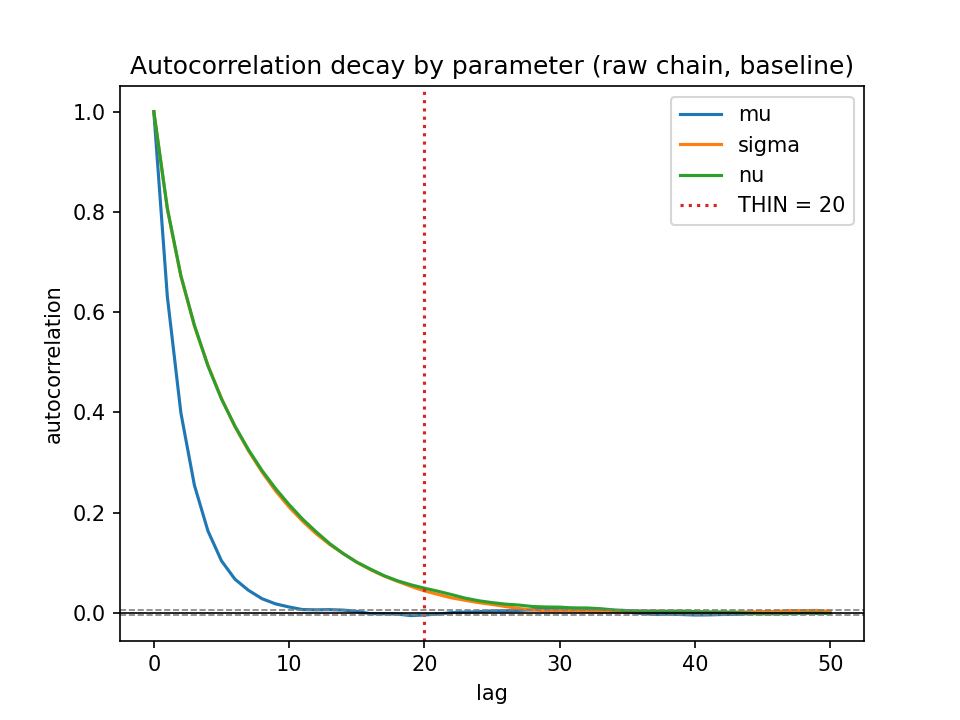 Autocorrelation decay by parameter (raw chain, baseline)
autocorrelation
1.0
0.8
0.6
0.4
0.2
0.0
mu
sigma
nu
THIN = 20
0
10
20
30
40
50
lag